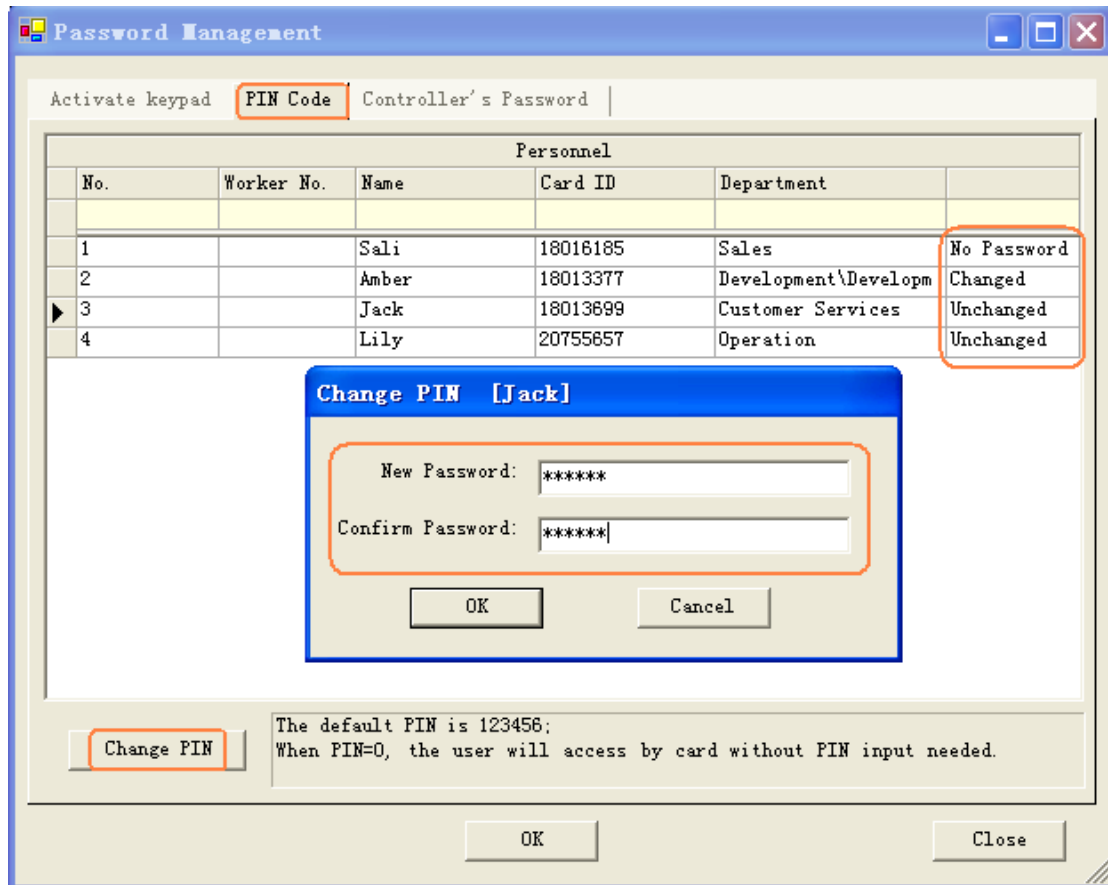 Password Management
Activate keypad PIN Code Controller's Password
Personnel
No. Worker No. Name Card ID Department
1 Sali 18016185 Sales No Password
2 Amber 18013377 Development\Developm Changed
3 Jack 18013699 Customer Services Unchanged
4 Lily 20755657 Operation Unchanged
Change PIN [Jack]
New Password: ******
Confirm Password: ******
OK Cancel
The default PIN is 123456;
Change PIN When PIN=0, the user will access by card without PIN input needed.
OK Close